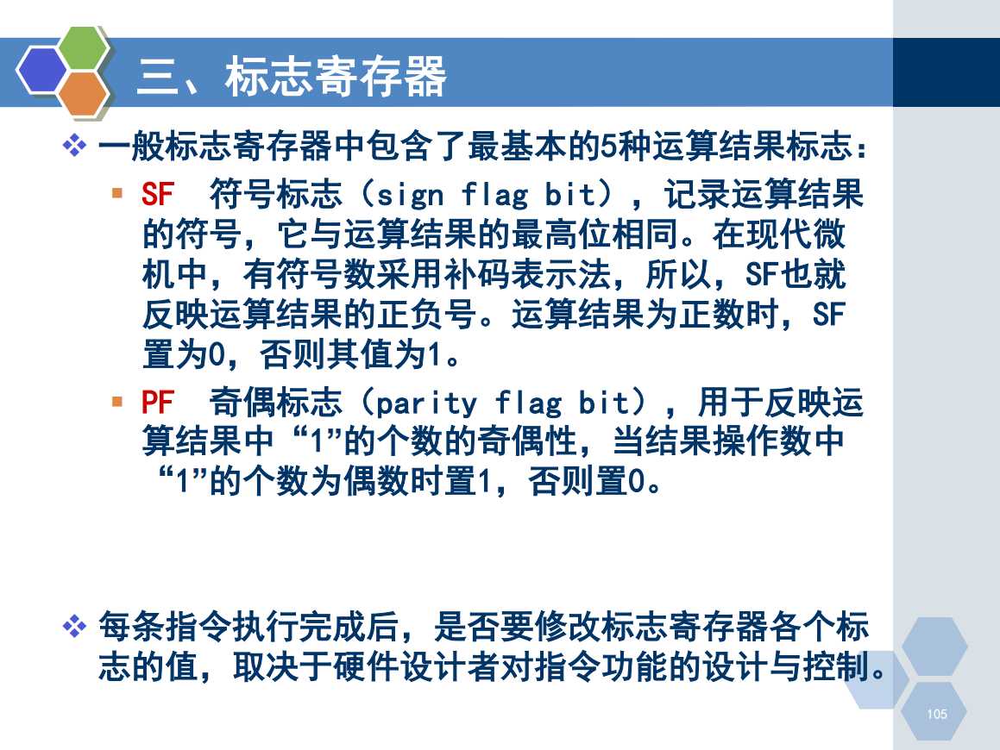 三、标志寄存器
一般标志寄存器中包含了最基本的5种运算结果标志：
SF 符号标志（sign flag bit），记录运算结果
的符号，它与运算结果的最高位相同。在现代微
机中，有符号数采用补码表示法，所以，SF也就
反映运算结果的正负号。运算结果为正数时，SF
置为0，否则其值为1。
PF 奇偶标志（parity flag bit），用于反映运
算结果中“1”的个数的奇偶性，当结果操作数中
“1”的个数为偶数时置1，否则置0。
每条指令执行完成后，是否要修改标志寄存器各个标
志的值，取决于硬件设计者对指令功能的设计与控制。
105